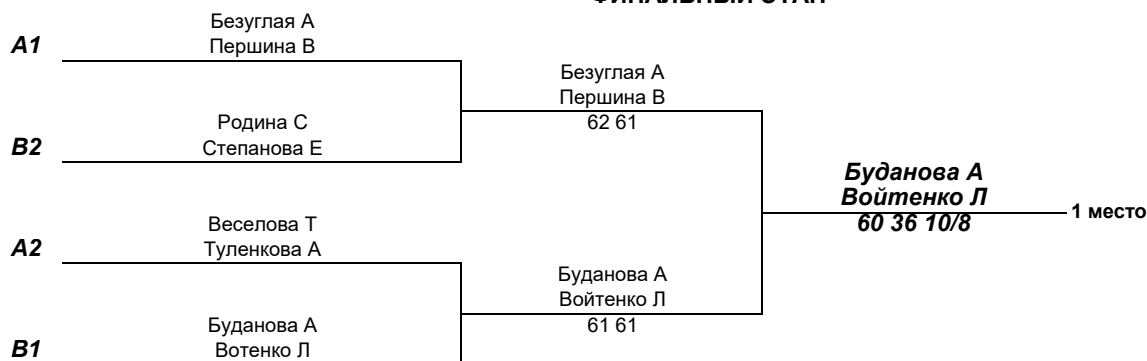 ФИНАЛЬНЫЙ ЭТАП
A1
Безуглая А
Першина В
Безуглая А
Першина В
62 61
B2
Родина С
Степанова Е
Буданова А
Войтенко Л
60 36 10/8
1 место
A2
Веселова Т
Туленкова А
Буданова А
Войтенко Л
61 61
B1
Буданова А
Вотенко Л